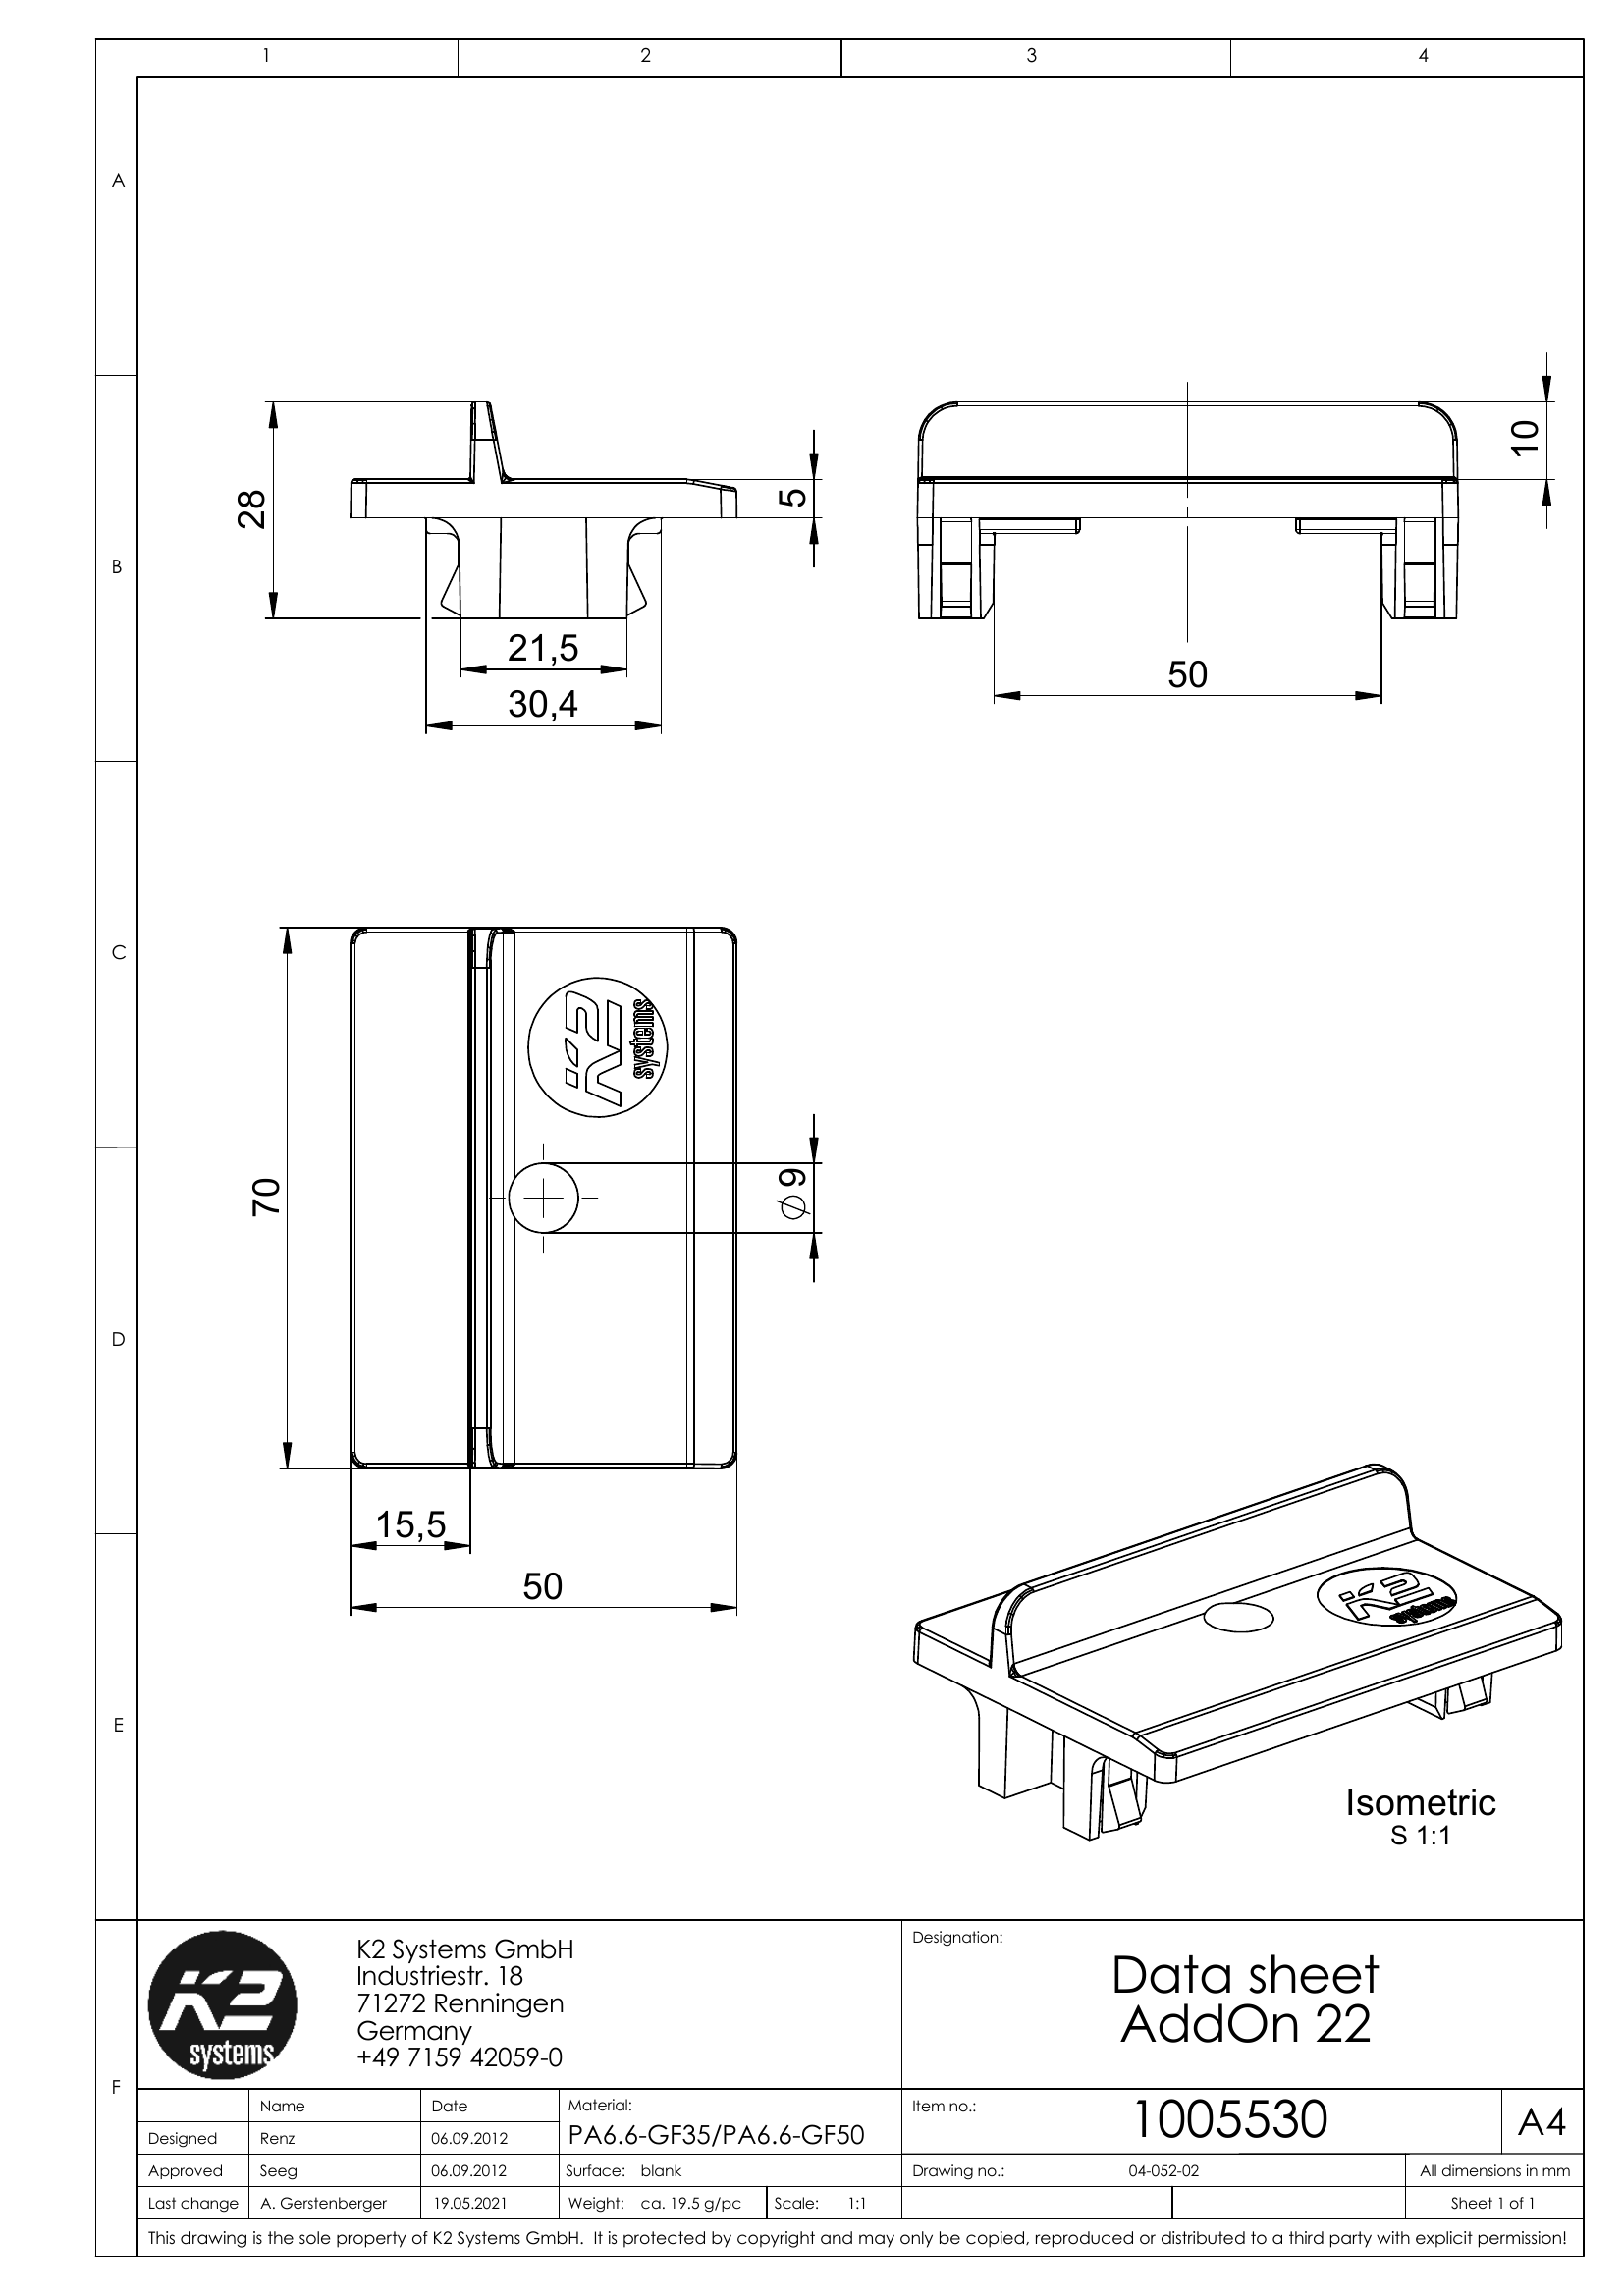 1 2 3 4
A
B
C
D
E
F
28
5
21,5
30,4
10
50
K2
systems
70
⌀ 9
15,5
50
K2
systems
Isometric
S 1:1
K2
systems
K2 Systems GmbH
Industriestr. 18
71272 Renningen
Germany
+49 7159 42059-0
Designation:
Data sheet
AddOn 22
Name Date Material: PA6.6-GF35/PA6.6-GF50
Item no.: 1005530 A4
Designed Renz 06.09.2012
Approved Seeg 06.09.2012 Surface: blank Drawing no.: 04-052-02 All dimensions in mm
Last change A. Gerstenberger 19.05.2021 Weight: ca. 19.5 g/pc Scale: 1:1 Sheet 1 of 1
This drawing is the sole property of K2 Systems GmbH. It is protected by copyright and may only be copied, reproduced or distributed to a third party with explicit permission!